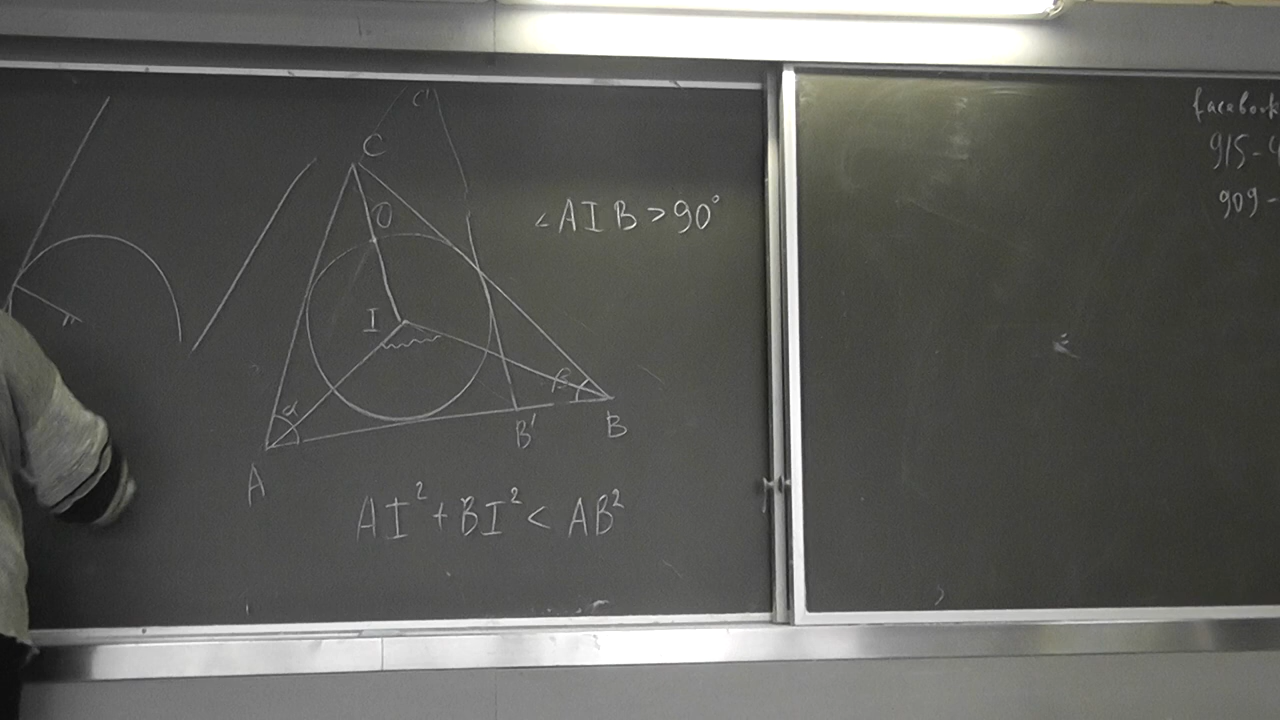 C'
C
O
∠AIB > 90°
I
α
β
B'
B
A
AI² + BI² < AB²
facebook
915-
909-